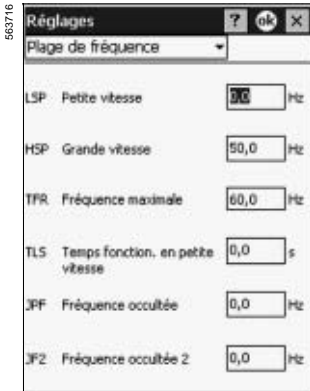 563716
Réglages ? ok ×
Plage de fréquence
LSP Petite vitesse 0,0 Hz
HSP Grande vitesse 50,0 Hz
TFR Fréquence maximale 60,0 Hz
TLS Temps fonction. en petite vitesse 0,0 s
JPF Fréquence occultée 0,0 Hz
JF2 Fréquence occultée 2 0,0 Hz